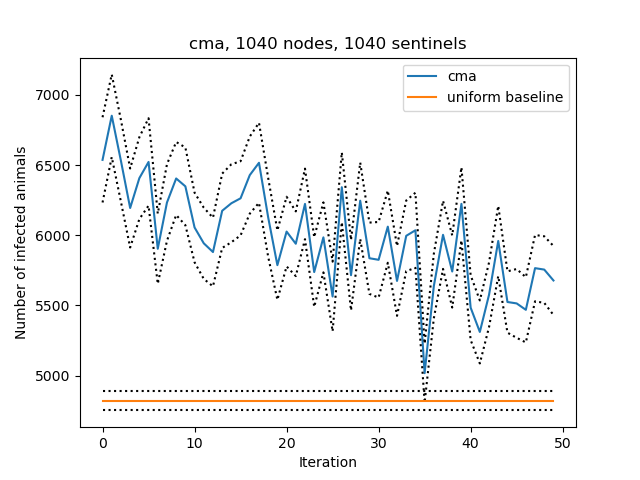 cma, 1040 nodes, 1040 sentinels
cma
uniform baseline
Number of infected animals
7000
6500
6000
5500
5000
0 10 20 30 40 50
Iteration